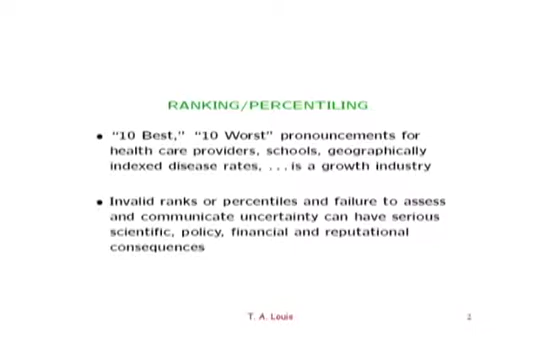 RANKING/PERCENTILING
• "10 Best," "10 Worst" pronouncements for
health care providers, schools, geographically
indexed disease rates, ... is a growth industry
• Invalid ranks or percentiles and failure to assess
and communicate uncertainty can have serious
scientific, policy, financial and reputational
consequences
T. A. Louis
2